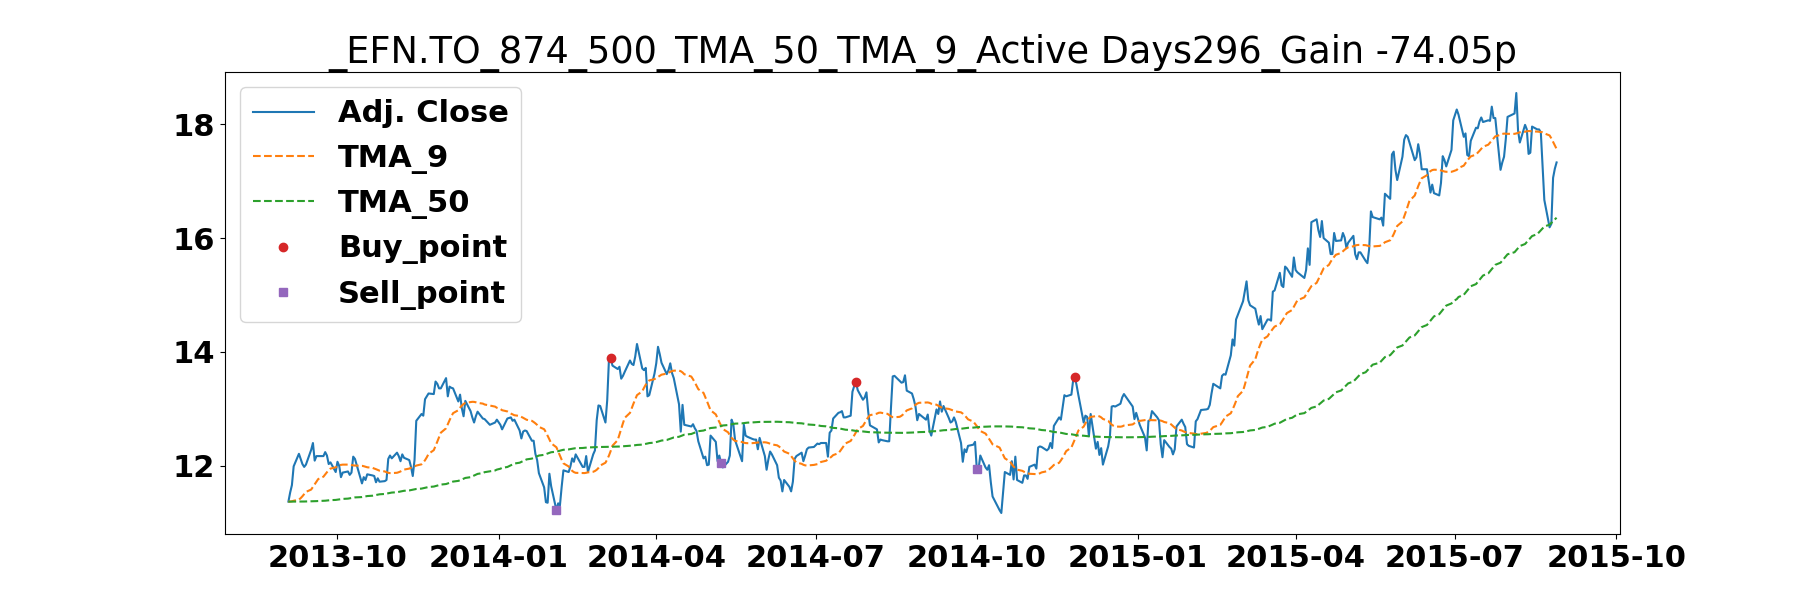 _EFN.TO_874_500_TMA_50_TMA_9_Active Days296_Gain -74.05p
Adj. Close
TMA_9
TMA_50
Buy_point
Sell_point
18
16
14
12
2013-10 2014-01 2014-04 2014-07 2014-10 2015-01 2015-04 2015-07 2015-10